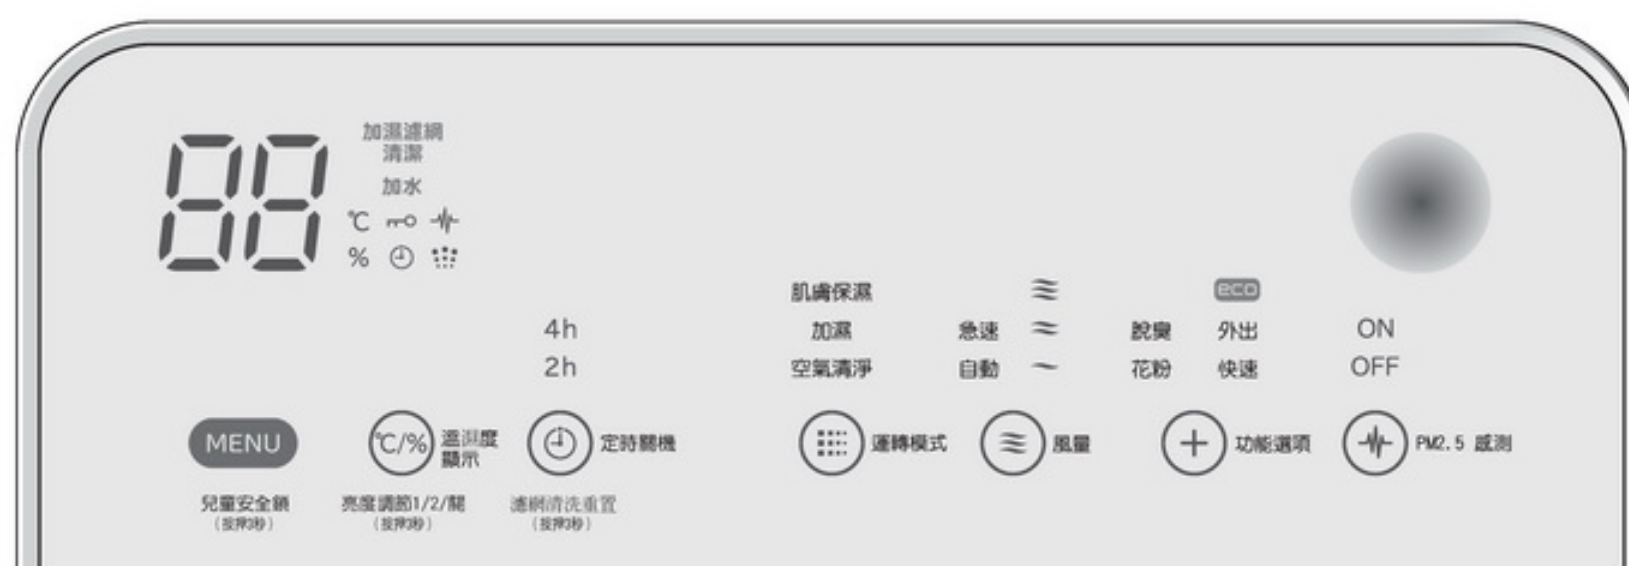 88
加濕濾網
清潔
加水
℃
%
肌膚保濕
eco
4h
加濕
急速
脫臭
外出
ON
2h
空氣清淨
自動
花粉
快速
OFF
MENU
℃/%
溫濕度
顯示
定時關機
運轉模式
風量
功能選項
PM2.5 感測
兒童安全鎖
(按押3秒)
亮度調節1/2/關
(按押3秒)
濾網清洗重置
(按押3秒)